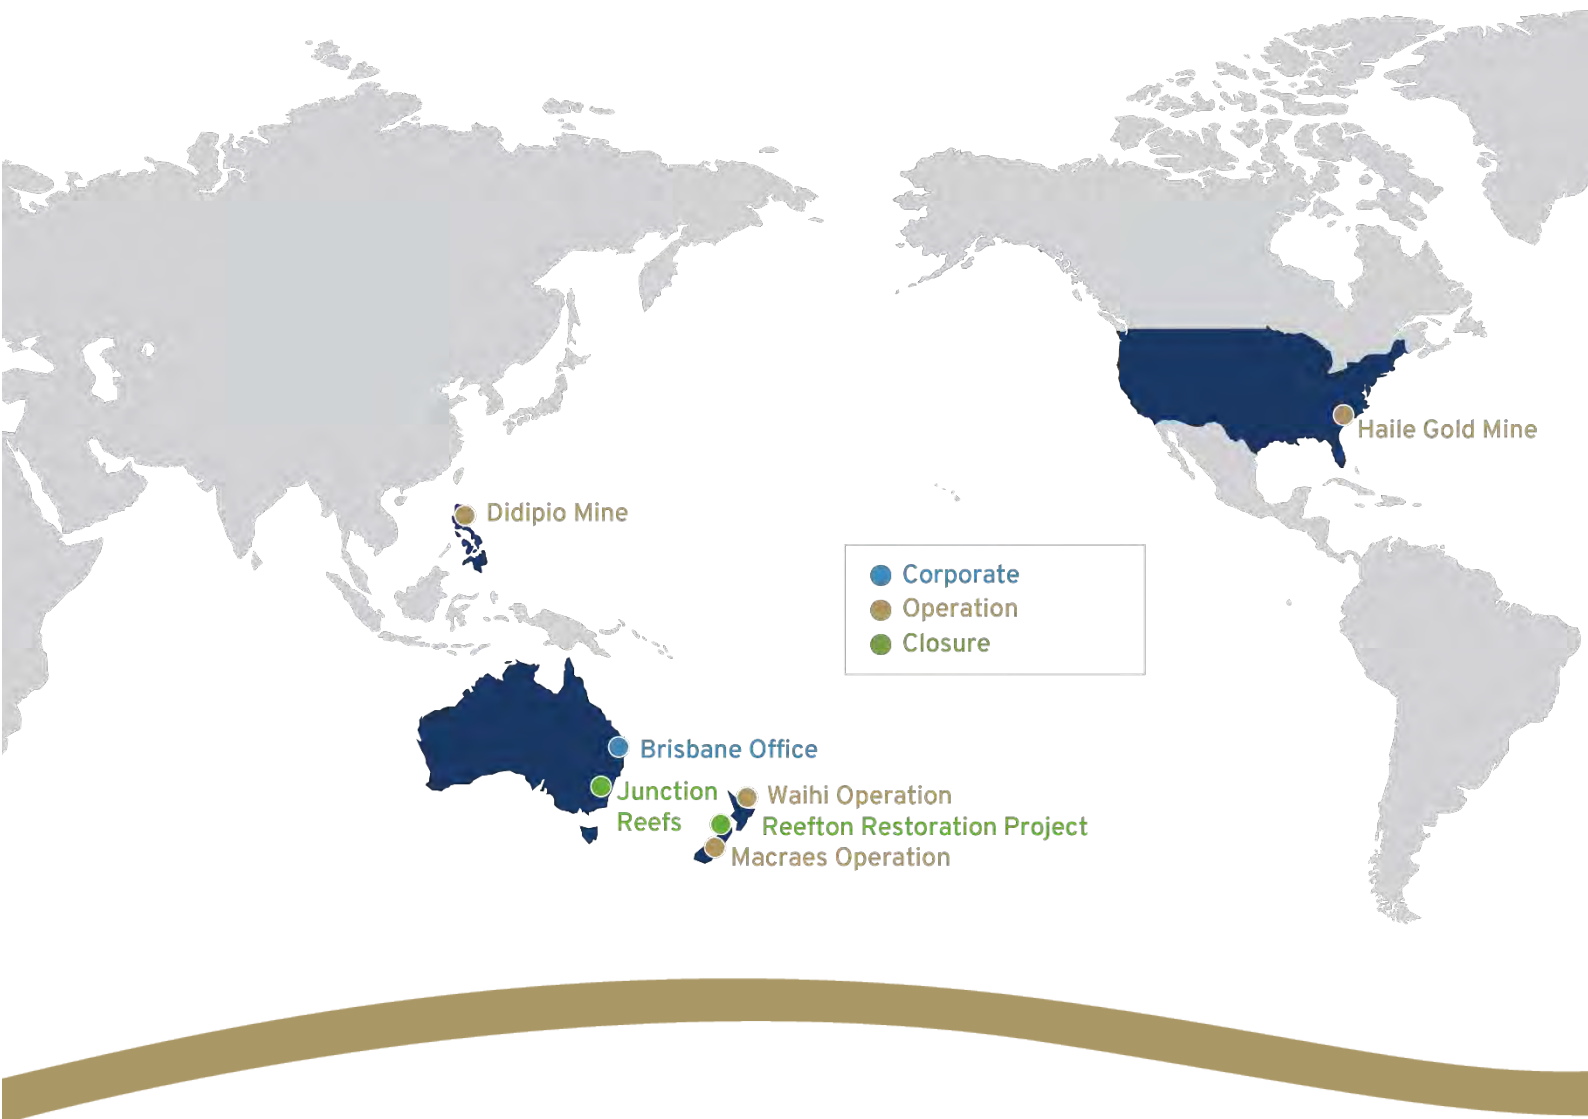 Haile Gold Mine
Didipio Mine
Corporate
Operation
Closure
Brisbane Office
Junction
Reefs
Waihi Operation
Reefton Restoration Project
Macraes Operation